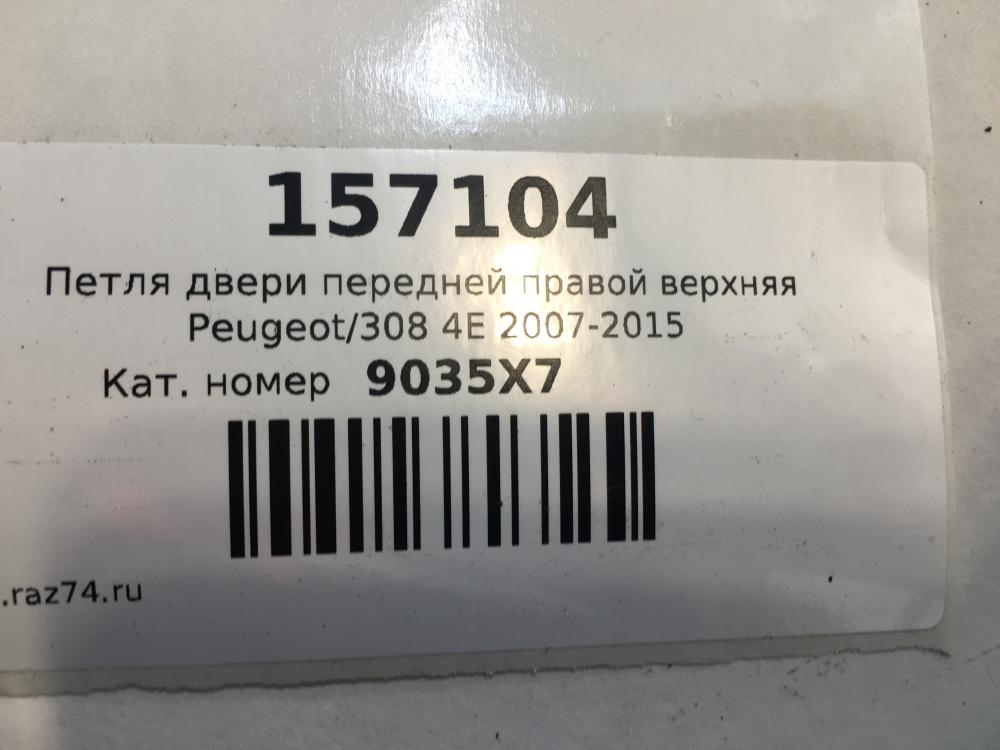 157104
Петля двери передней правой верхняя
Peugeot/308 4E 2007-2015
Кат. номер 9035X7
.raz74.ru